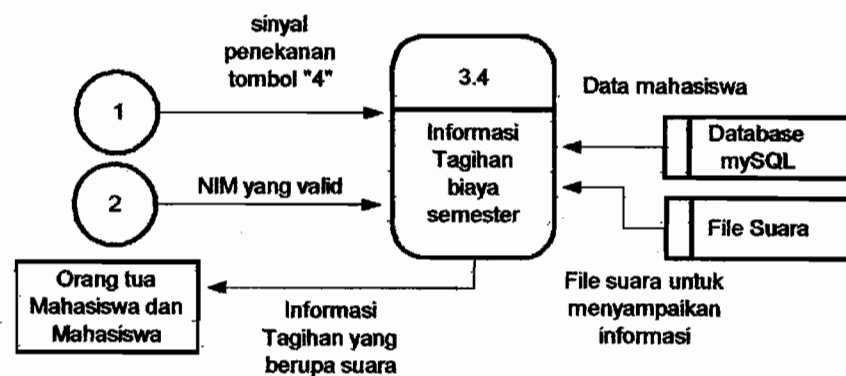 sinyal
penekanan
tombol "4"
1
3.4
Informasi
Tagihan
biaya
semester
Data mahasiswa
Database
mySQL
2
NIM yang valid
File Suara
Orang tua
Mahasiswa dan
Mahasiswa
Informasi
Tagihan yang
berupa suara
File suara untuk
menyampaikan
informasi